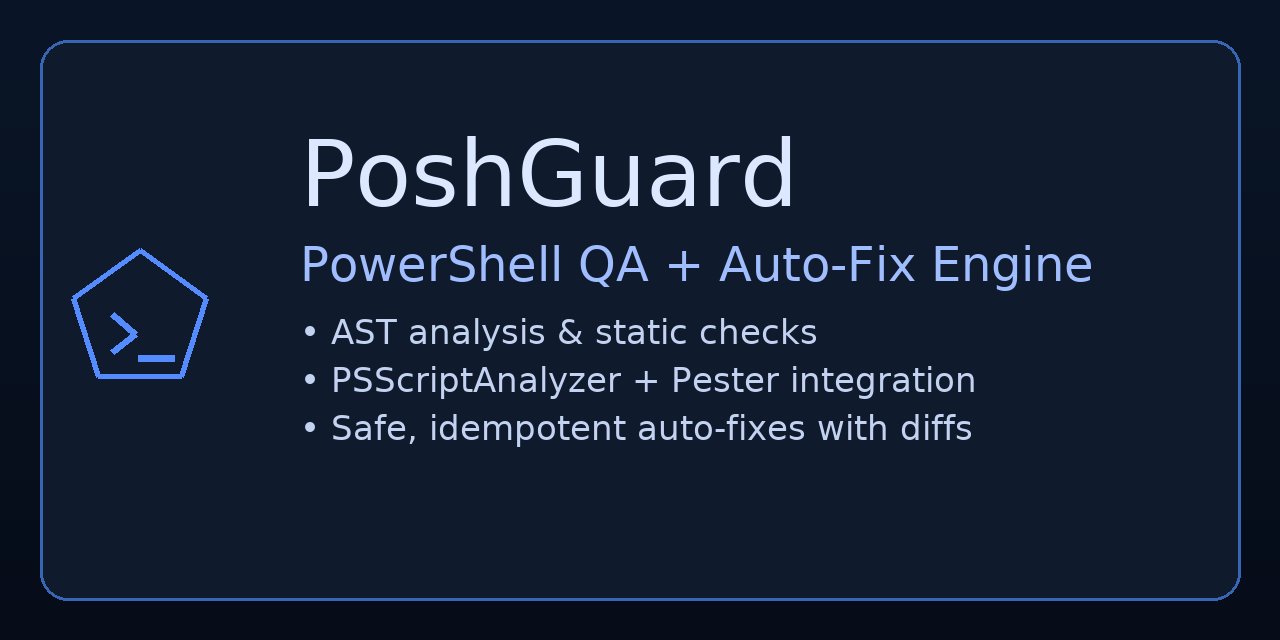 PoshGuard
PowerShell QA + Auto-Fix Engine
• AST analysis & static checks
• PSScriptAnalyzer + Pester integration
• Safe, idempotent auto-fixes with diffs